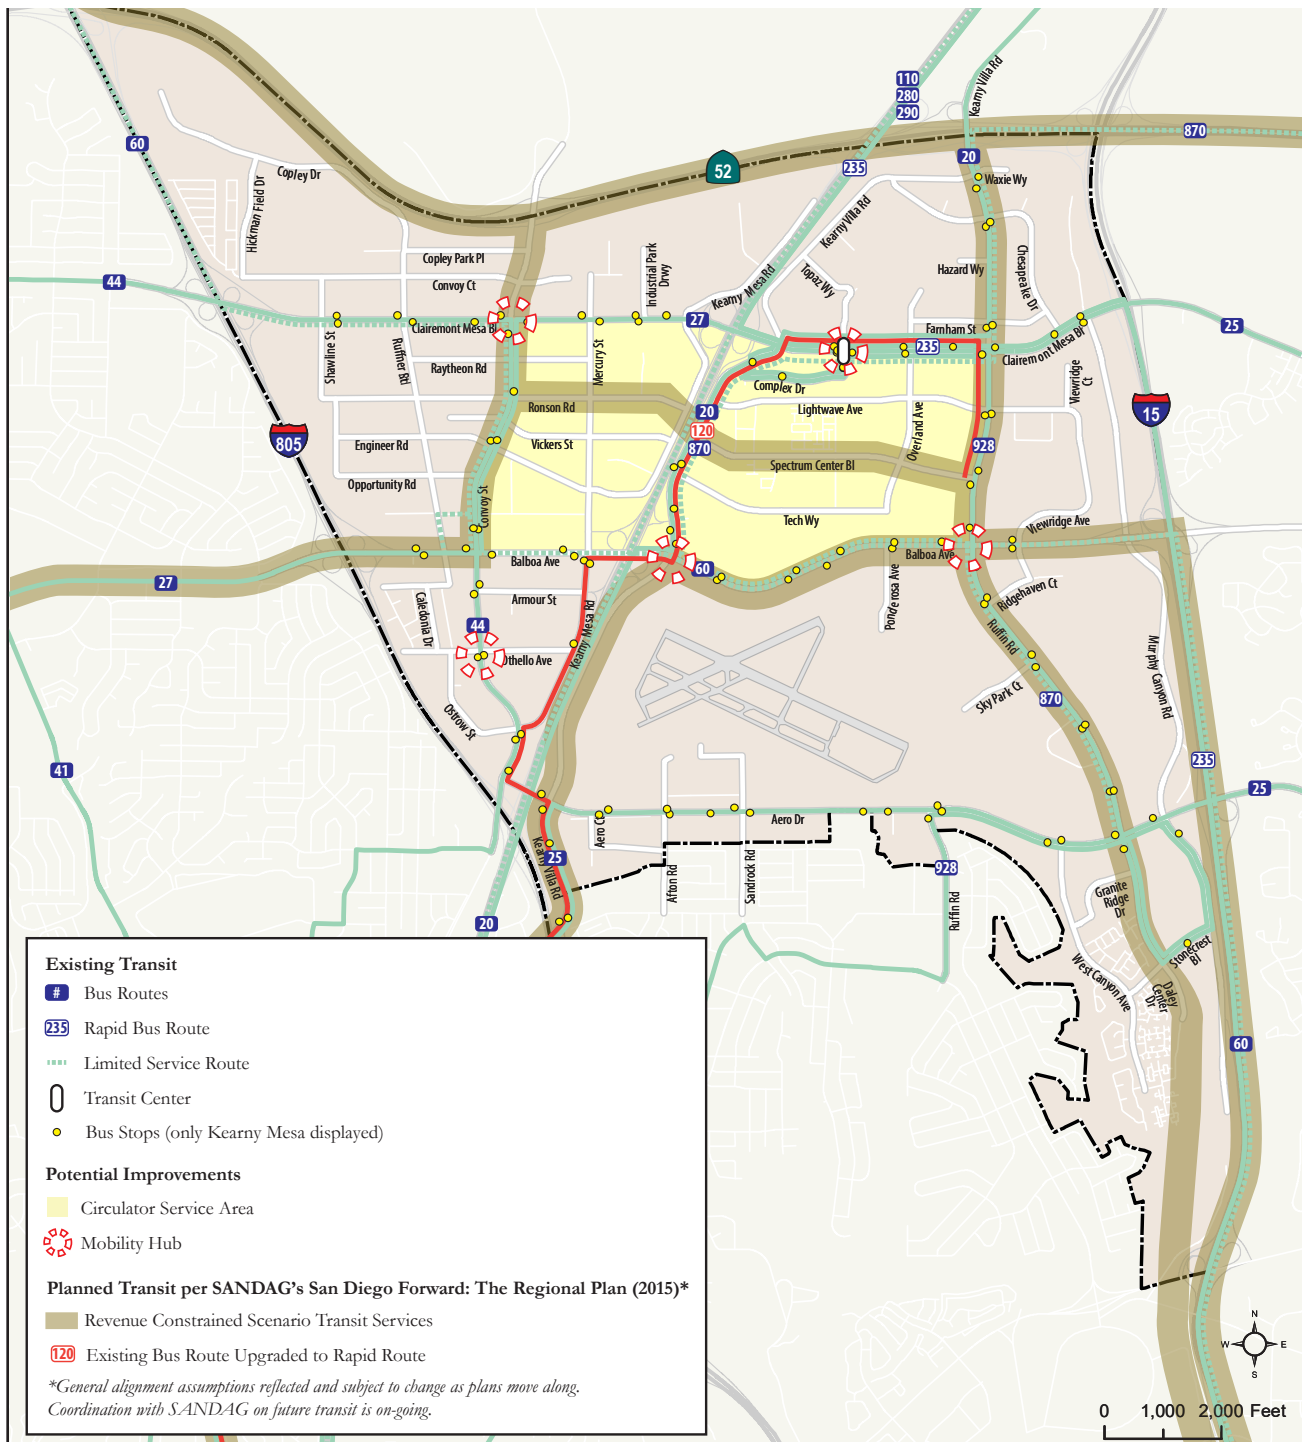 110
280
290
Kearny Villa Rd
60
870
20
52
235
Copley Dr
Hickman Field Dr
Waxie Wy
Kearny Villa Rd
Copley Park Pl
Industrial Park
Drwy
Convoy Ct
Kearny Mesa Rd
Topaz Wy
Hazard Wy
Chesapeake Dr
44
27
Clairemont Mesa Bl
Farnham St
235
Clairemont Mesa Bl
25
Shawline St
Ruffner St
Mercury St
Raytheon Rd
Complex Dr
Viewridge
Ct
Ronson Rd
20
Lightwave Ave
Overland Ave
15
120
805
Engineer Rd
Vickers St
870
928
Spectrum Center Bl
Opportunity Rd
Convoy St
Tech Wy
Viewridge Ave
Balboa Ave
Balboa Ave
27
60
Armour St
Ponderosa Ave
Ridgehaven Ct
Caledonia Dr
44
Kearny Mesa Rd
Ruffin Rd
Othello Ave
Murphy Canyon Rd
Sky Park Ct
870
Ostrow St
41
235
25
Aero Ct
Aero Dr
Kearny Villa Rd
25
Afton Rd
Sandrock Rd
928
Ruffin Rd
Granite
Ridge
Dr
20
Stonecrest
Bl
West Canyon Ave
Daley
Center
Dr
60
Existing Transit
# Bus Routes
235 Rapid Bus Route
Limited Service Route
Transit Center
Bus Stops (only Kearny Mesa displayed)
Potential Improvements
Circulator Service Area
Mobility Hub
Planned Transit per SANDAG's San Diego Forward: The Regional Plan (2015)*
Revenue Constrained Scenario Transit Services
120 Existing Bus Route Upgraded to Rapid Route
*General alignment assumptions reflected and subject to change as plans move along.
Coordination with SANDAG on future transit is on-going.
N
W E
S
0 1,000 2,000 Feet